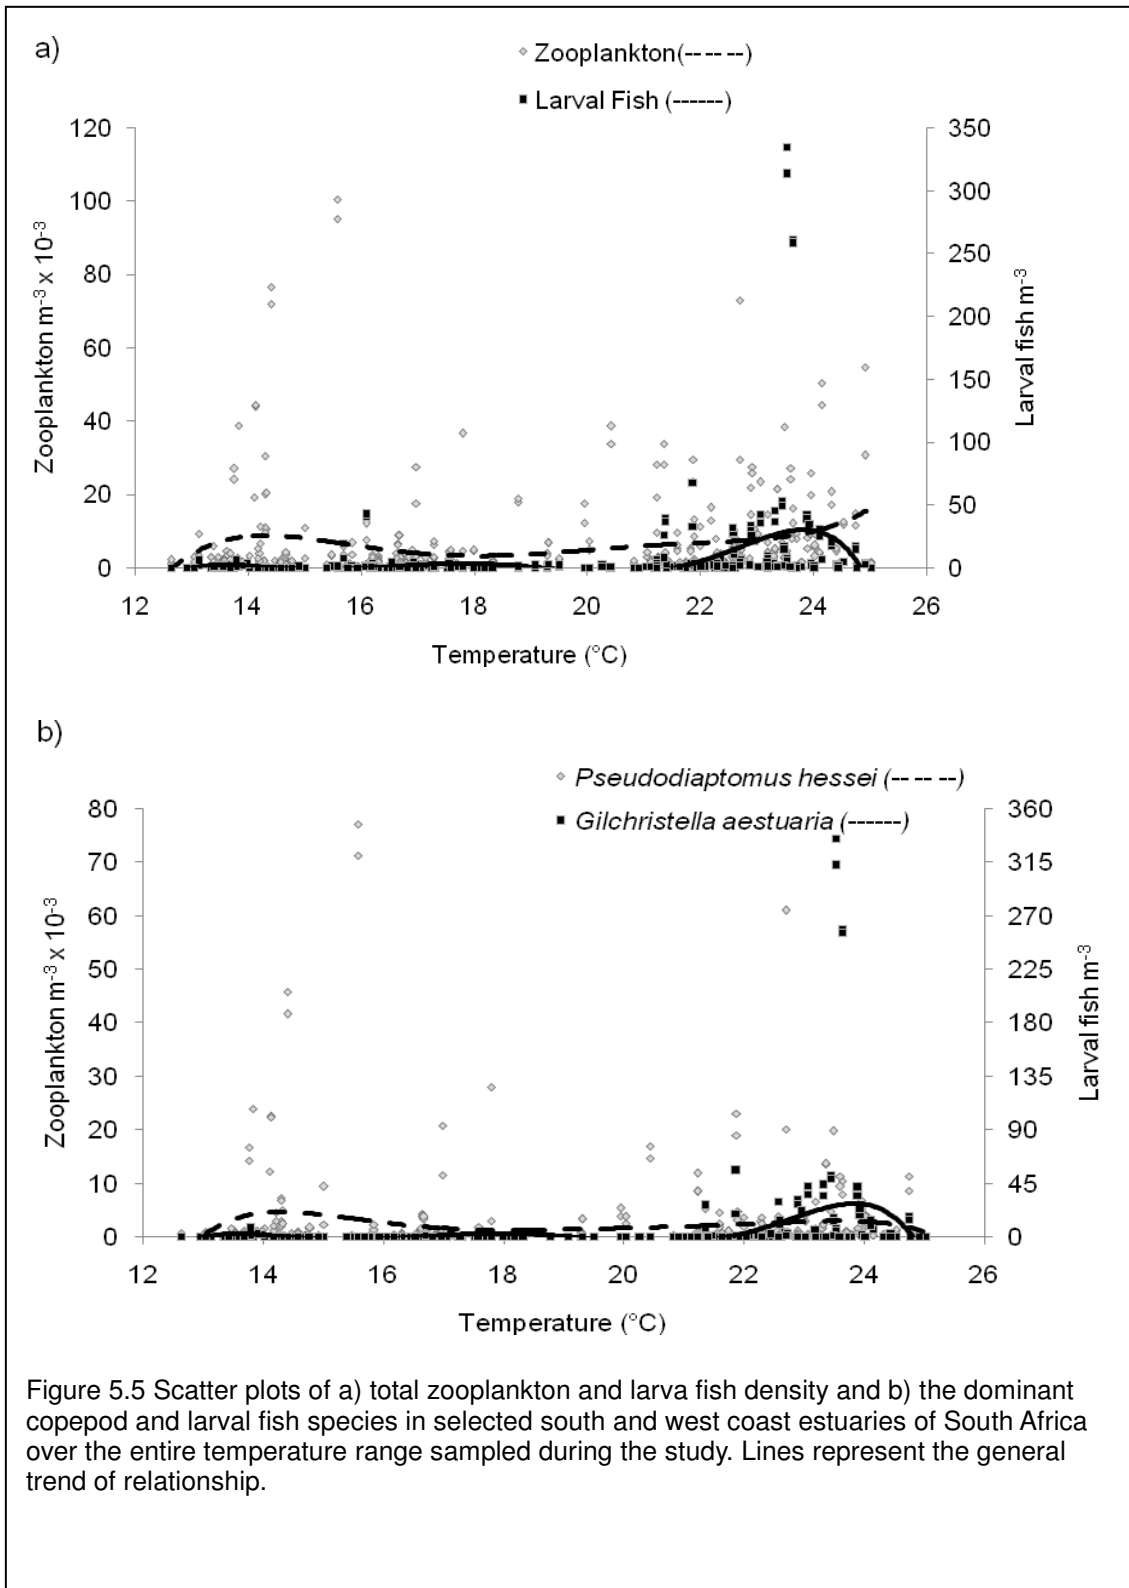 a)
Zooplankton(-- -- --)
Larval Fish (------)
120 350
100 300
80 250
60 200
40 150
20 100
0 50
0
Zooplankton m-3 x 10-3
Larval fish m-3
12 14 16 18 20 22 24 26
Temperature (°C)
b)
Pseudodiaptomus hessei (-- -- --)
Gilchristella aestuaria (------)
80 360
70 315
60 270
50 225
40 180
30 135
20 90
10 45
0 0
Zooplankton m-3 x 10-3
Larval fish m-3
12 14 16 18 20 22 24 26
Temperature (°C)
Figure 5.5 Scatter plots of a) total zooplankton and larva fish density and b) the dominant
copepod and larval fish species in selected south and west coast estuaries of South Africa
over the entire temperature range sampled during the study. Lines represent the general
trend of relationship.